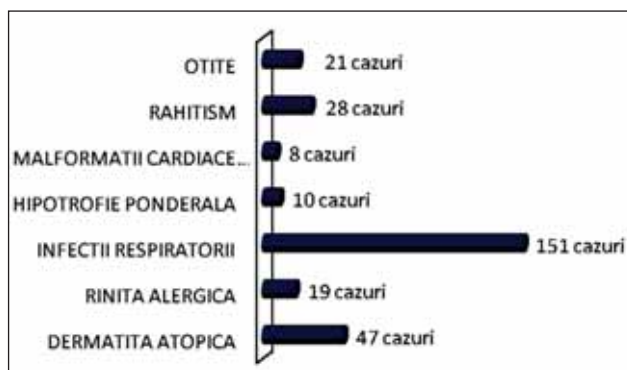 OTITE 21 cazuri
RAHITISM 28 cazuri
MALFORMATII CARDIACE... 8 cazuri
HIPOTROFIE PONDERALA 10 cazuri
INFECTII RESPIRATORII 151 cazuri
RINITA ALERGICA 19 cazuri
DERMATITA ATOPICA 47 cazuri